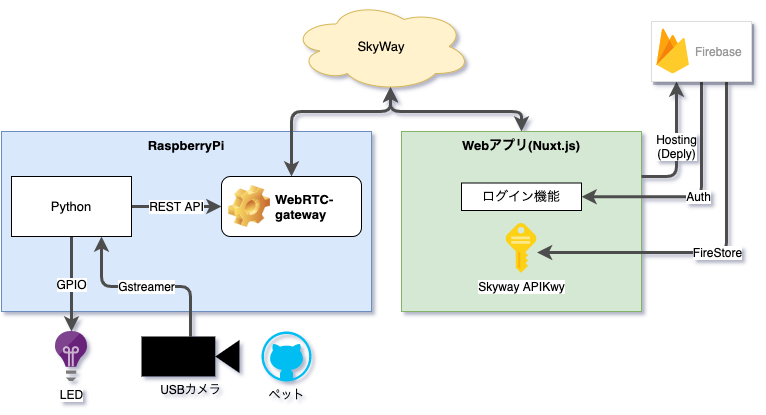 SkyWay
Firebase
RaspberryPi
Webアプリ(Nuxt.js)
Hosting
(Deply)
Python
REST API
WebRTC-
gateway
ログイン機能
Auth
Skyway APIKwy
FireStore
GPIO
Gstreamer
LED
USBカメラ
ペット